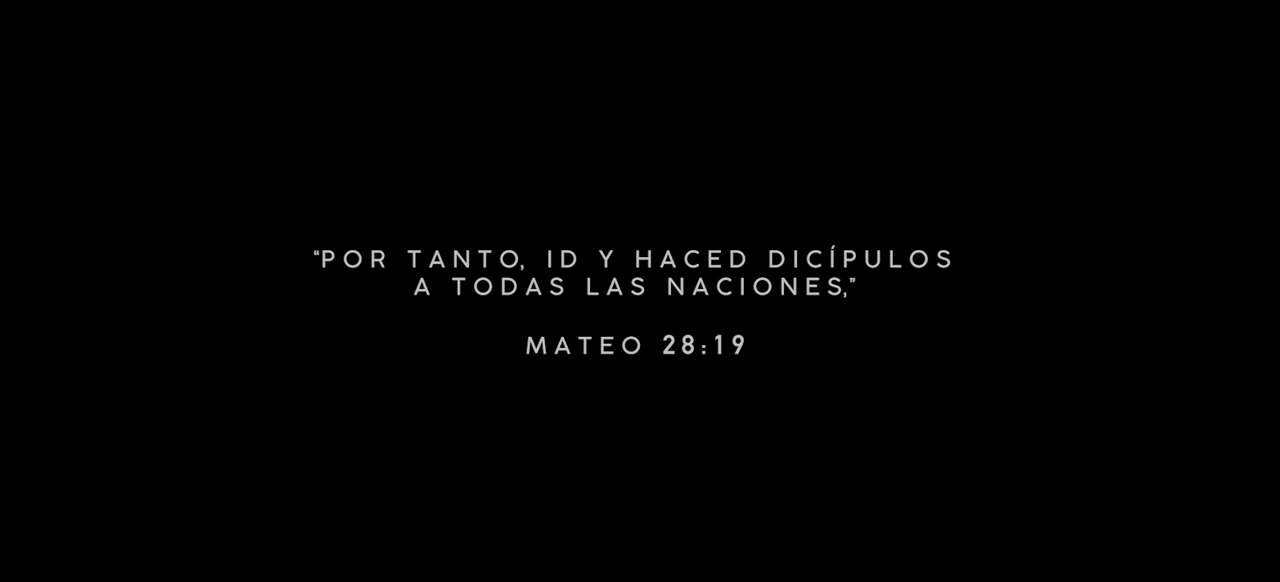 “POR TANTO, ID Y HACED DICÍPULOS
A TODAS LAS NACIONES,”
MATEO 28:19